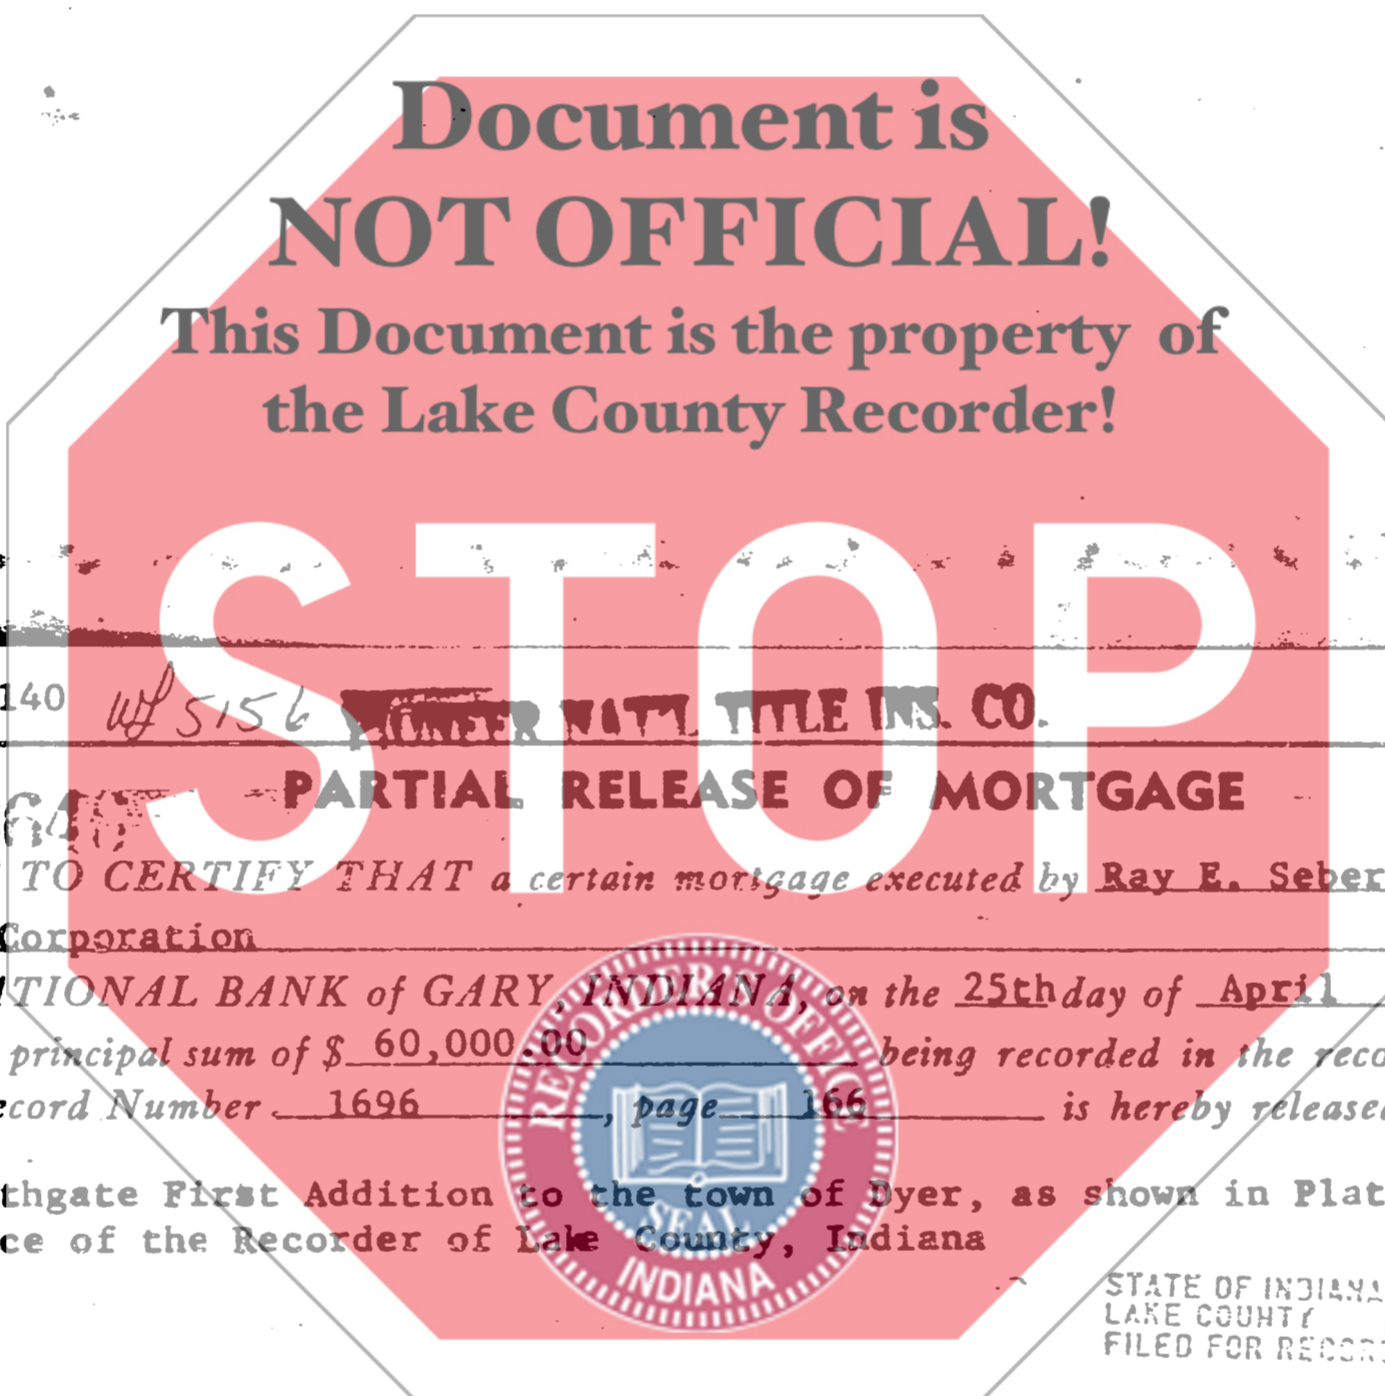 Document is
NOT OFFICIAL!
This Document is the property of
the Lake County Recorder!
STOP
140 5156 PIONEER NAT'L TITLE INS. CO.
PARTIAL RELEASE OF MORTGAGE
TO CERTIFY THAT a certain mortgage executed by Ray E. Seber
Corporation
TIONAL BANK of GARY, INDIANA, on the 25th day of April
principal sum of $ 60,000.00 being recorded in the reco
ecord Number 1696, page 166 is hereby release
thgate First Addition to the town of Dyer, as shown in Plat
ce of the Recorder of Lake County, Indiana
RECORDER'S OFFICE
SEAL
INDIANA
STATE OF INDIANA
LAKE COUNTY
FILED FOR RECOR